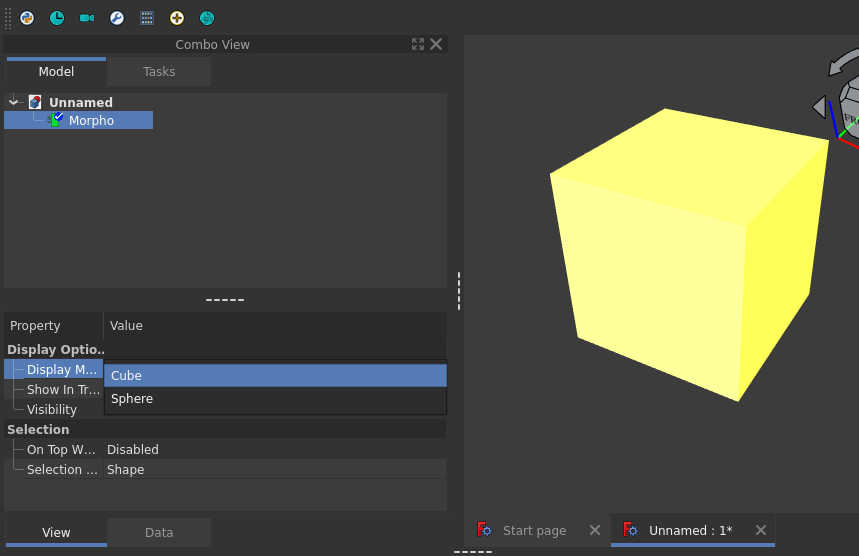 Combo View
Model
Tasks
Unnamed
Morpho
Property
Value
Display Optio...
Display M...
Cube
Show In Tr...
Sphere
Visibility
Selection
On Top W... Disabled
Selection ... Shape
View
Data
Start page
Unnamed : 1*